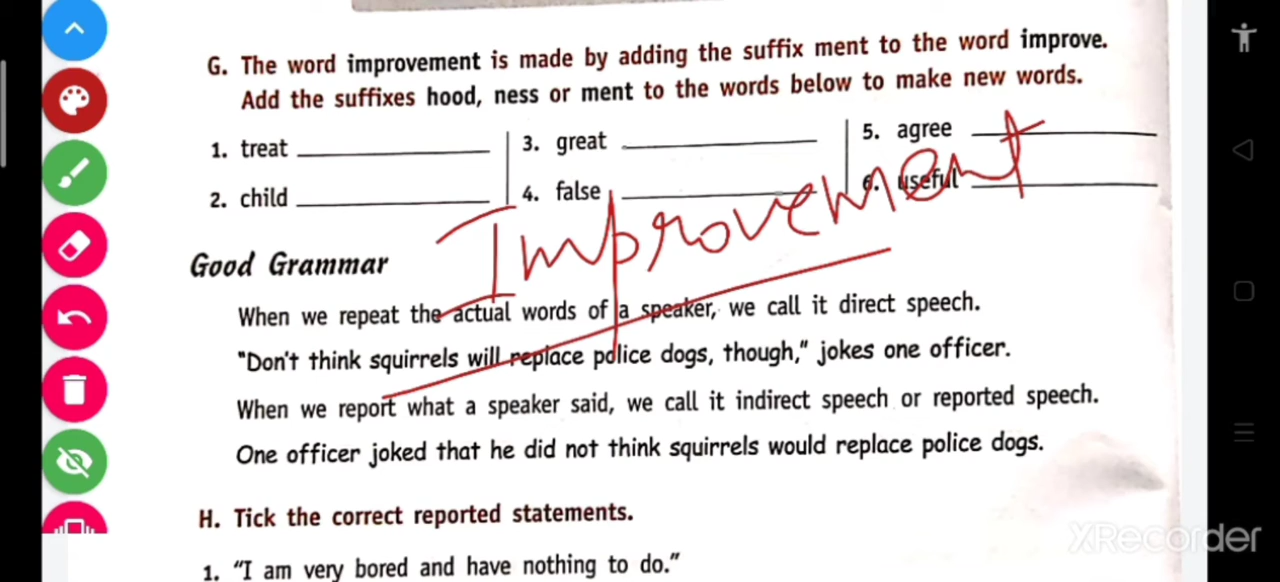 G. The word improvement is made by adding the suffix ment to the word improve.
Add the suffixes hood, ness or ment to the words below to make new words.
1. treat
2. child
3. great
4. false
5. agree
6. useful
Improvement
Good Grammar
When we repeat the actual words of a speaker, we call it direct speech.
"Don't think squirrels will replace police dogs, though," jokes one officer.
When we report what a speaker said, we call it indirect speech or reported speech.
One officer joked that he did not think squirrels would replace police dogs.
H. Tick the correct reported statements.
1. "I am very bored and have nothing to do."
XRecorder